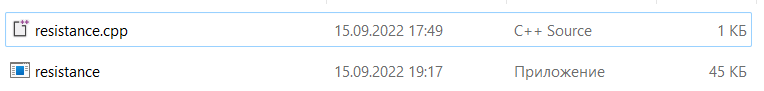 resistance.cpp 15.09.2022 17:49 C++ Source 1 КБ
resistance 15.09.2022 19:17 Приложение 45 КБ